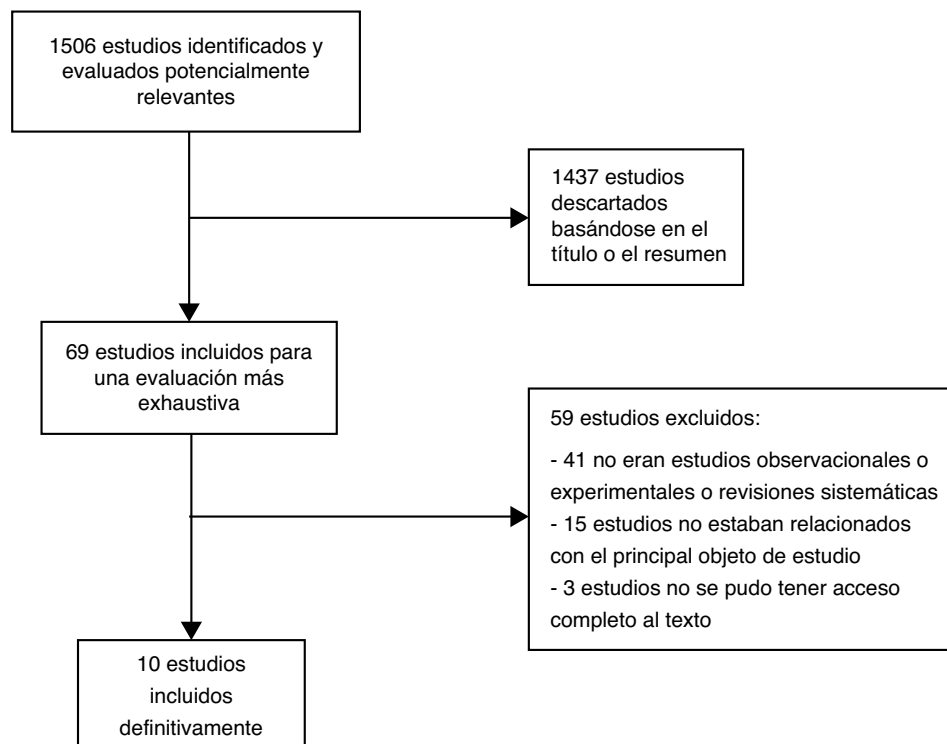 1506 estudios identificados y
evaluados potencialmente
relevantes
1437 estudios
descartados
basándose en el
título o el resumen
69 estudios incluidos para
una evaluación más
exhaustiva
59 estudios excluidos:
- 41 no eran estudios observacionales o
experimentales o revisiones sistemáticas
- 15 estudios no estaban relacionados
con el principal objeto de estudio
- 3 estudios no se pudo tener acceso
completo al texto
10 estudios
incluidos
definitivamente